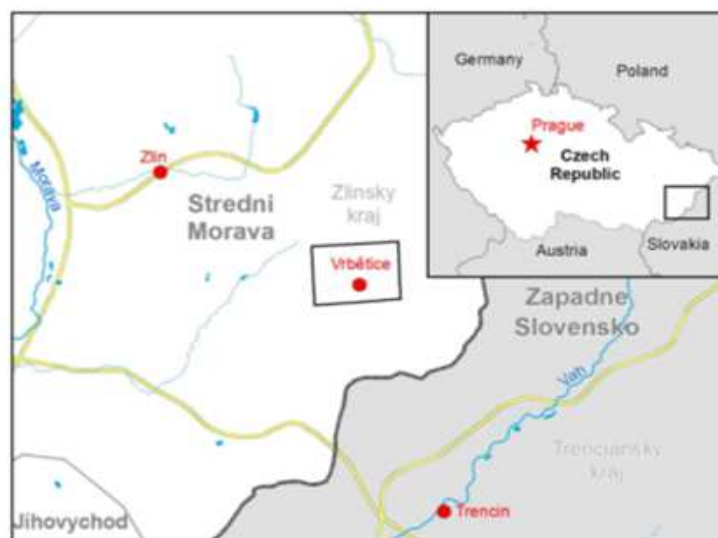 Germany
Poland
Prague
Czech
Republic
Austria
Slovakia
Zlin
Morava
Stredni
Morava
Zlinsky
kraj
Vrbětice
Zapadne
Slovensko
Vah
Trenciansky
kraj
Jihovychod
Trencin